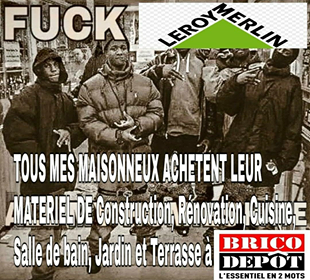 FUCK
LEROY MERLIN
TOUS MES MAISONNEUX ACHETENT LEUR
MATERIEL DE Construction, Rénovation, Cuisine,
Salle de bain, Jardin et Terrasse à
BRICO
DEPOT
L'ESSENTIEL EN 2 MOTS